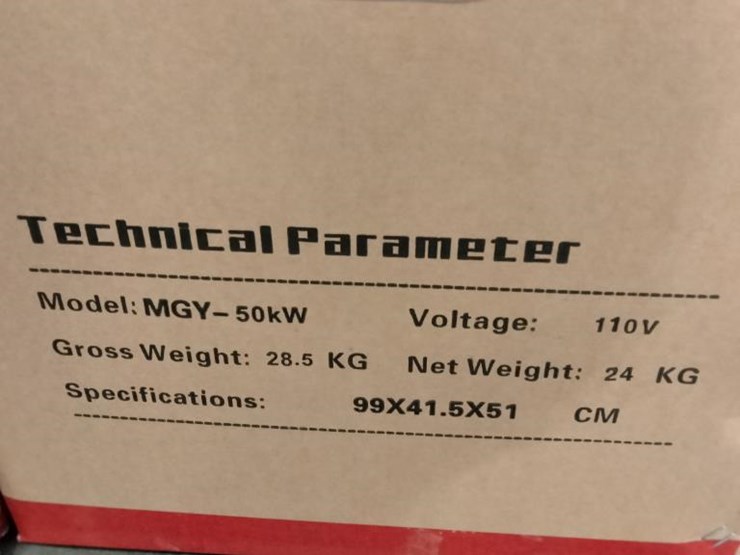 Technical Parameter
Model: MGY-50kW Voltage: 110V
Gross Weight: 28.5 KG Net Weight: 24 KG
Specifications: 99X41.5X51 CM